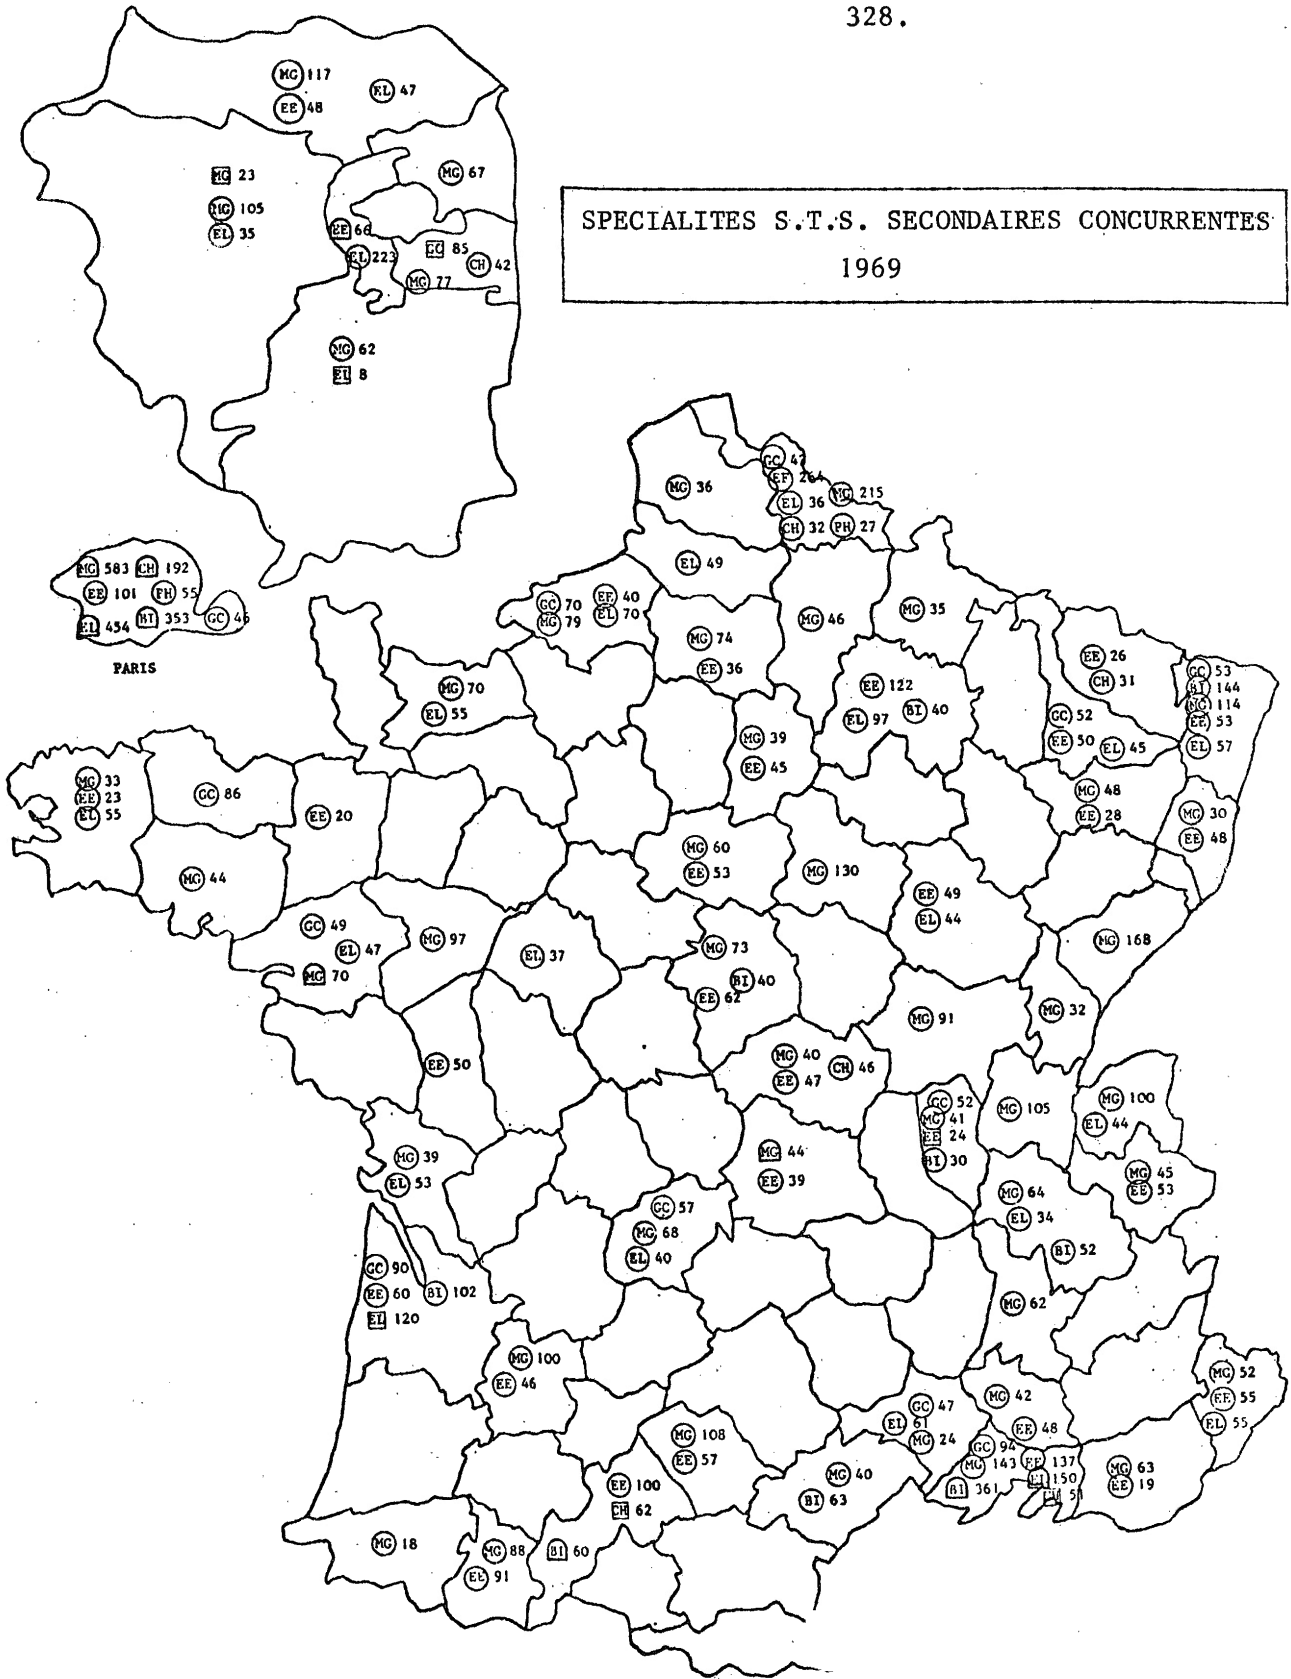 328.
SPECIALITES S.T.S. SECONDAIRES CONCURRENTES
1969
MG 117
EL 47
EE 48
MG 67
MG 23
MG 105
EL 35
EE 66
EL 223
GC 85
CH 42
MG 77
MG 62
EL 8
MG 583 CH 192
EE 101 PH 55
EL 454 BI 353 GC 46
PARIS
MG 36
GC
264
EL 36 MG 215
CH 32 PH 27
EL 49
GC 70 EE 40
MG 79 EL 70
MG 74
EE 36
MG 46
MG 35
EE 26
CH 31
GC 53
BI 144
MG 114
EE 53
EL 57
MG 70
EL 55
EE 122
EL 97 BI 40
GC 52
EE 50 EL 45
MG 39
EE 45
MG 33
EE 23
EL 55
GC 86
EE 20
MG 48
EE 28
MG 30
EE 48
MG 44
MG 60
EE 53
MG 130
EE 49
EL 44
GC 49
EL 47
MG 70
MG 97
EL 37
MG 73
BI 40
EE 62
MG 168
MG 91
MG 32
EE 50
MG 40
EE 47
CH 46
GC 52
MG 41
EE 24
BI 30
MG 105
MG 100
EL 44
MG 39
EL 53
MG 44
EE 39
MG 45
EE 53
MG 64
EL 34
BI 52
GC 57
MG 68
EL 40
GC 90
EE 60
EL 120
BI 102
MG 62
MG 100
EE 46
MG 52
EE 55
EL 55
MG 42
EE 48
GC 47
EL 61
MG 24
MG 108
EE 57
GC 94
MG 143 EE 137
BI 361 150
MG 63
EE 19
MG 40
BI 63
EE 100
CH 62
MG 18
MG 88
EE 91
BI 60